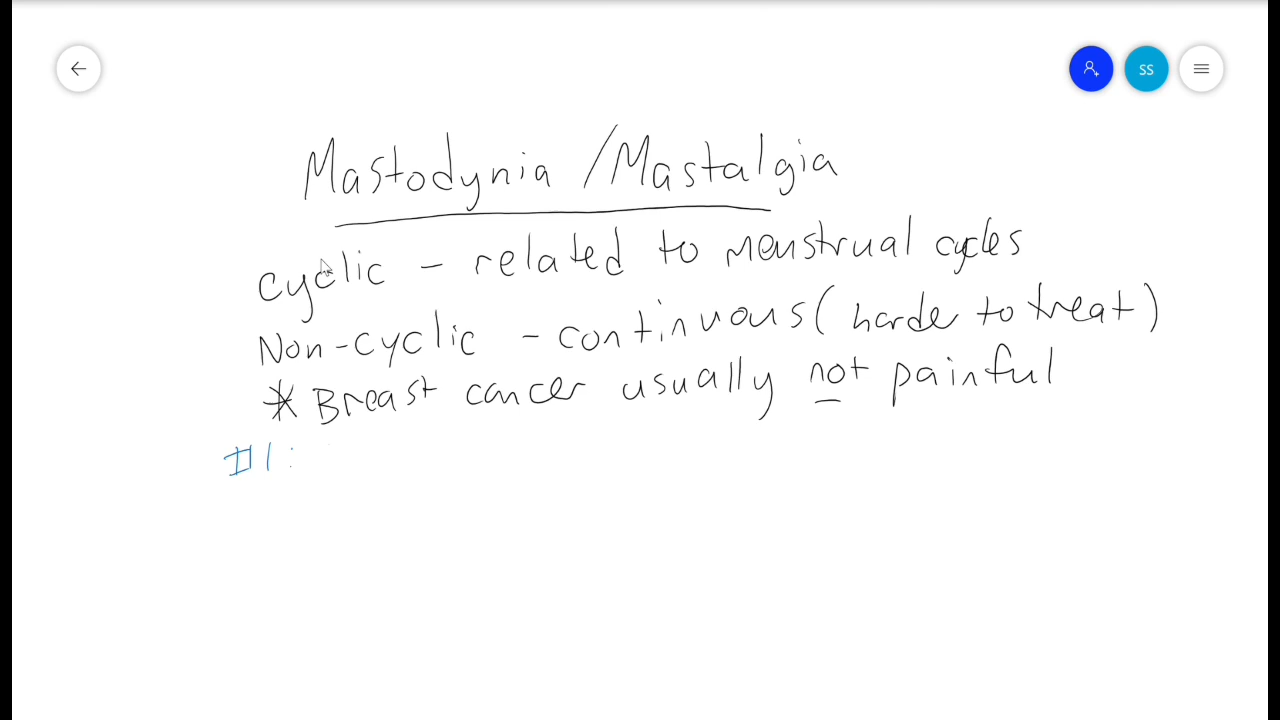 SS
Mastodynia / Mastalgia
cyclic - related to menstrual cycles
Non-cyclic - continuous (harder to treat)
* Breast cancer usually not painful
#1: